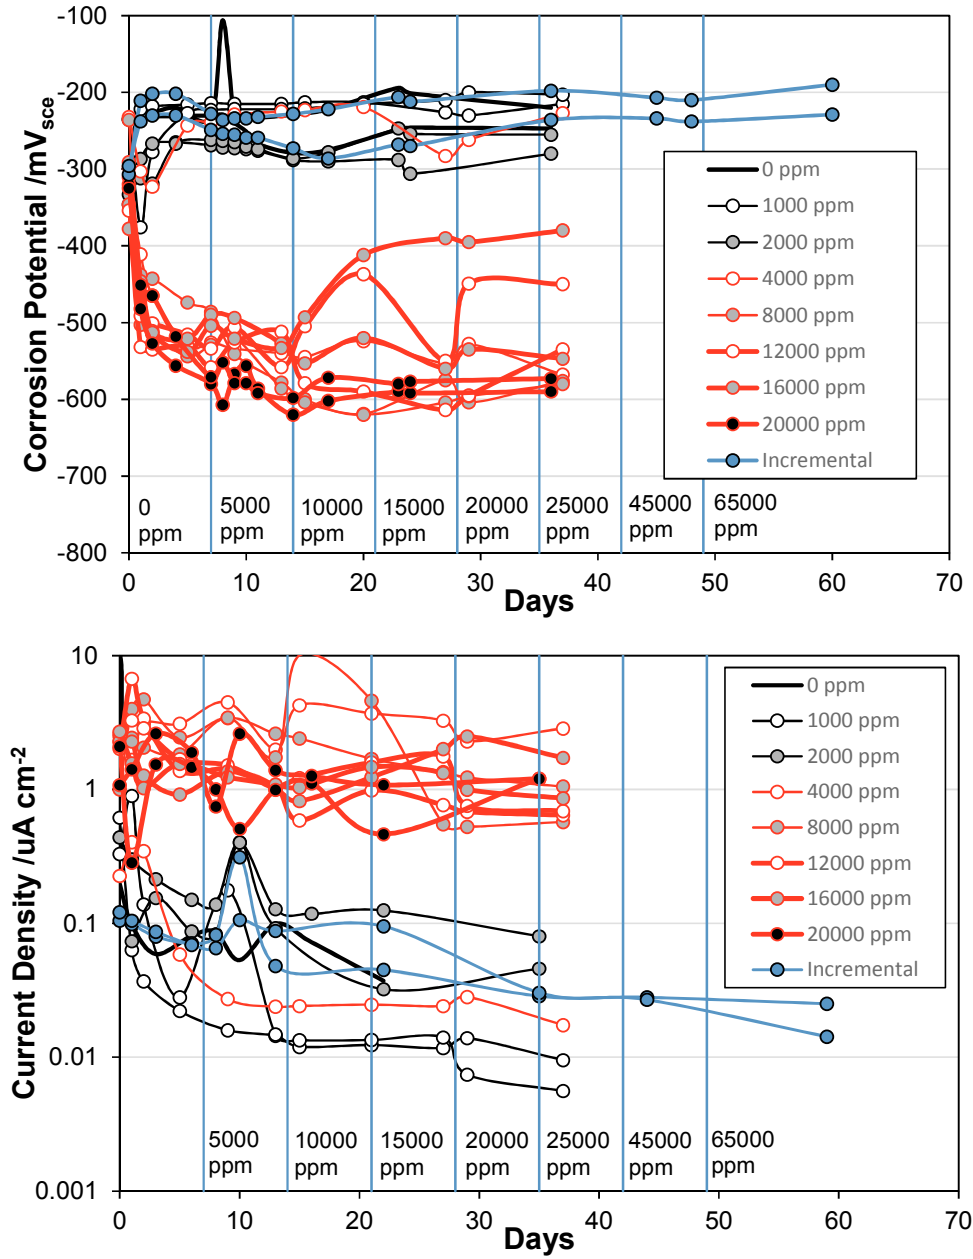 -100
-200
-300
-400
-500
-600
-700
-800
Corrosion Potential /mVsce
0 ppm
1000 ppm
2000 ppm
4000 ppm
8000 ppm
12000 ppm
16000 ppm
20000 ppm
Incremental
0
ppm
5000
ppm
10000
ppm
15000
ppm
20000
ppm
25000
ppm
45000
ppm
65000
ppm
0 10 20 30 40 50 60 70
Days
10
1
0.1
0.01
0.001
Current Density /uA cm-2
0 ppm
1000 ppm
2000 ppm
4000 ppm
8000 ppm
12000 ppm
16000 ppm
20000 ppm
Incremental
5000
ppm
10000
ppm
15000
ppm
20000
ppm
25000
ppm
45000
ppm
65000
ppm
0 10 20 30 40 50 60 70
Days